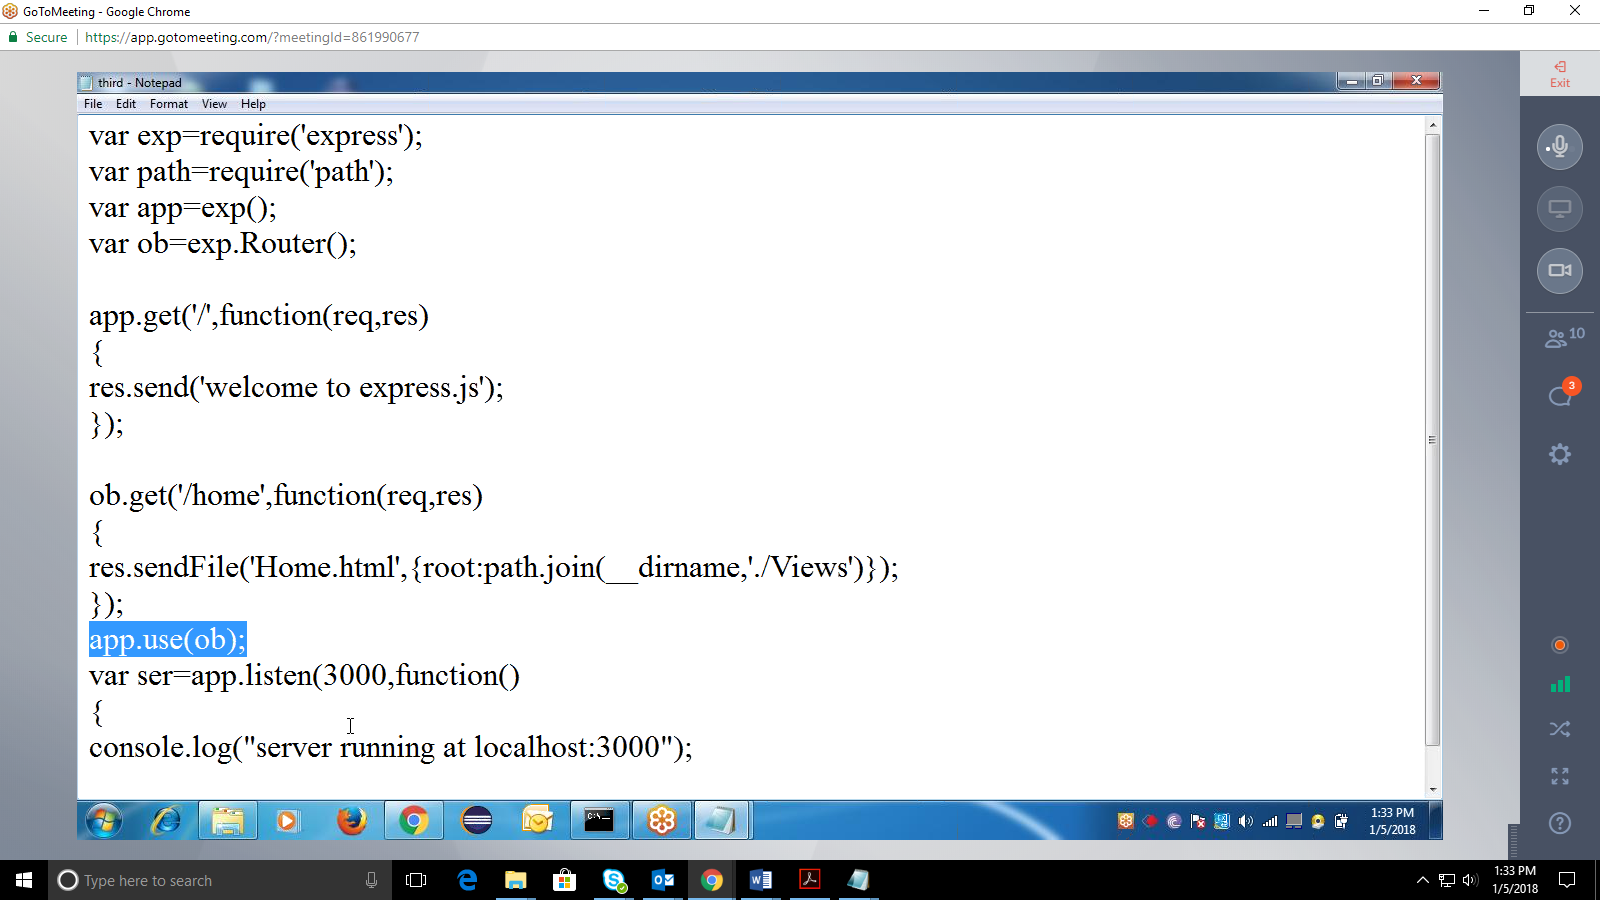 GoToMeeting - Google Chrome
Secure
https://app.gotomeeting.com/?meetingId=861990677
Exit
third - Notepad
File Edit Format View Help
var exp=require('express');
var path=require('path');
var app=exp();
var ob=exp.Router();
app.get('/',function(req,res)
{
res.send('welcome to express.js');
});
ob.get('/home',function(req,res)
{
res.sendFile('Home.html',{root:path.join(__dirname,'./Views')});
});
app.use(ob);
var ser=app.listen(3000,function()
{
console.log("server running at localhost:3000");
10
3
1:33 PM
1/5/2018
Type here to search
1:33 PM
1/5/2018